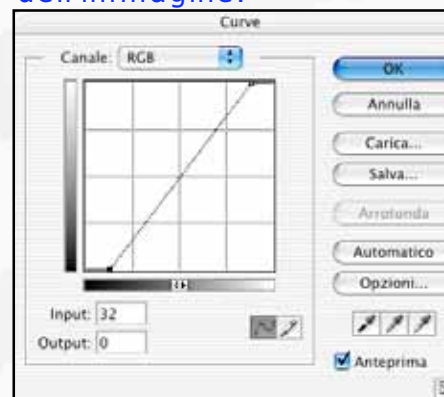 dell'immagine.
Curve
Canale: RGB
OK
Annulla
Carica...
Salva...
Arrotonda
Automatico
Opzioni...
Input: 32
Output: 0
Anteprima